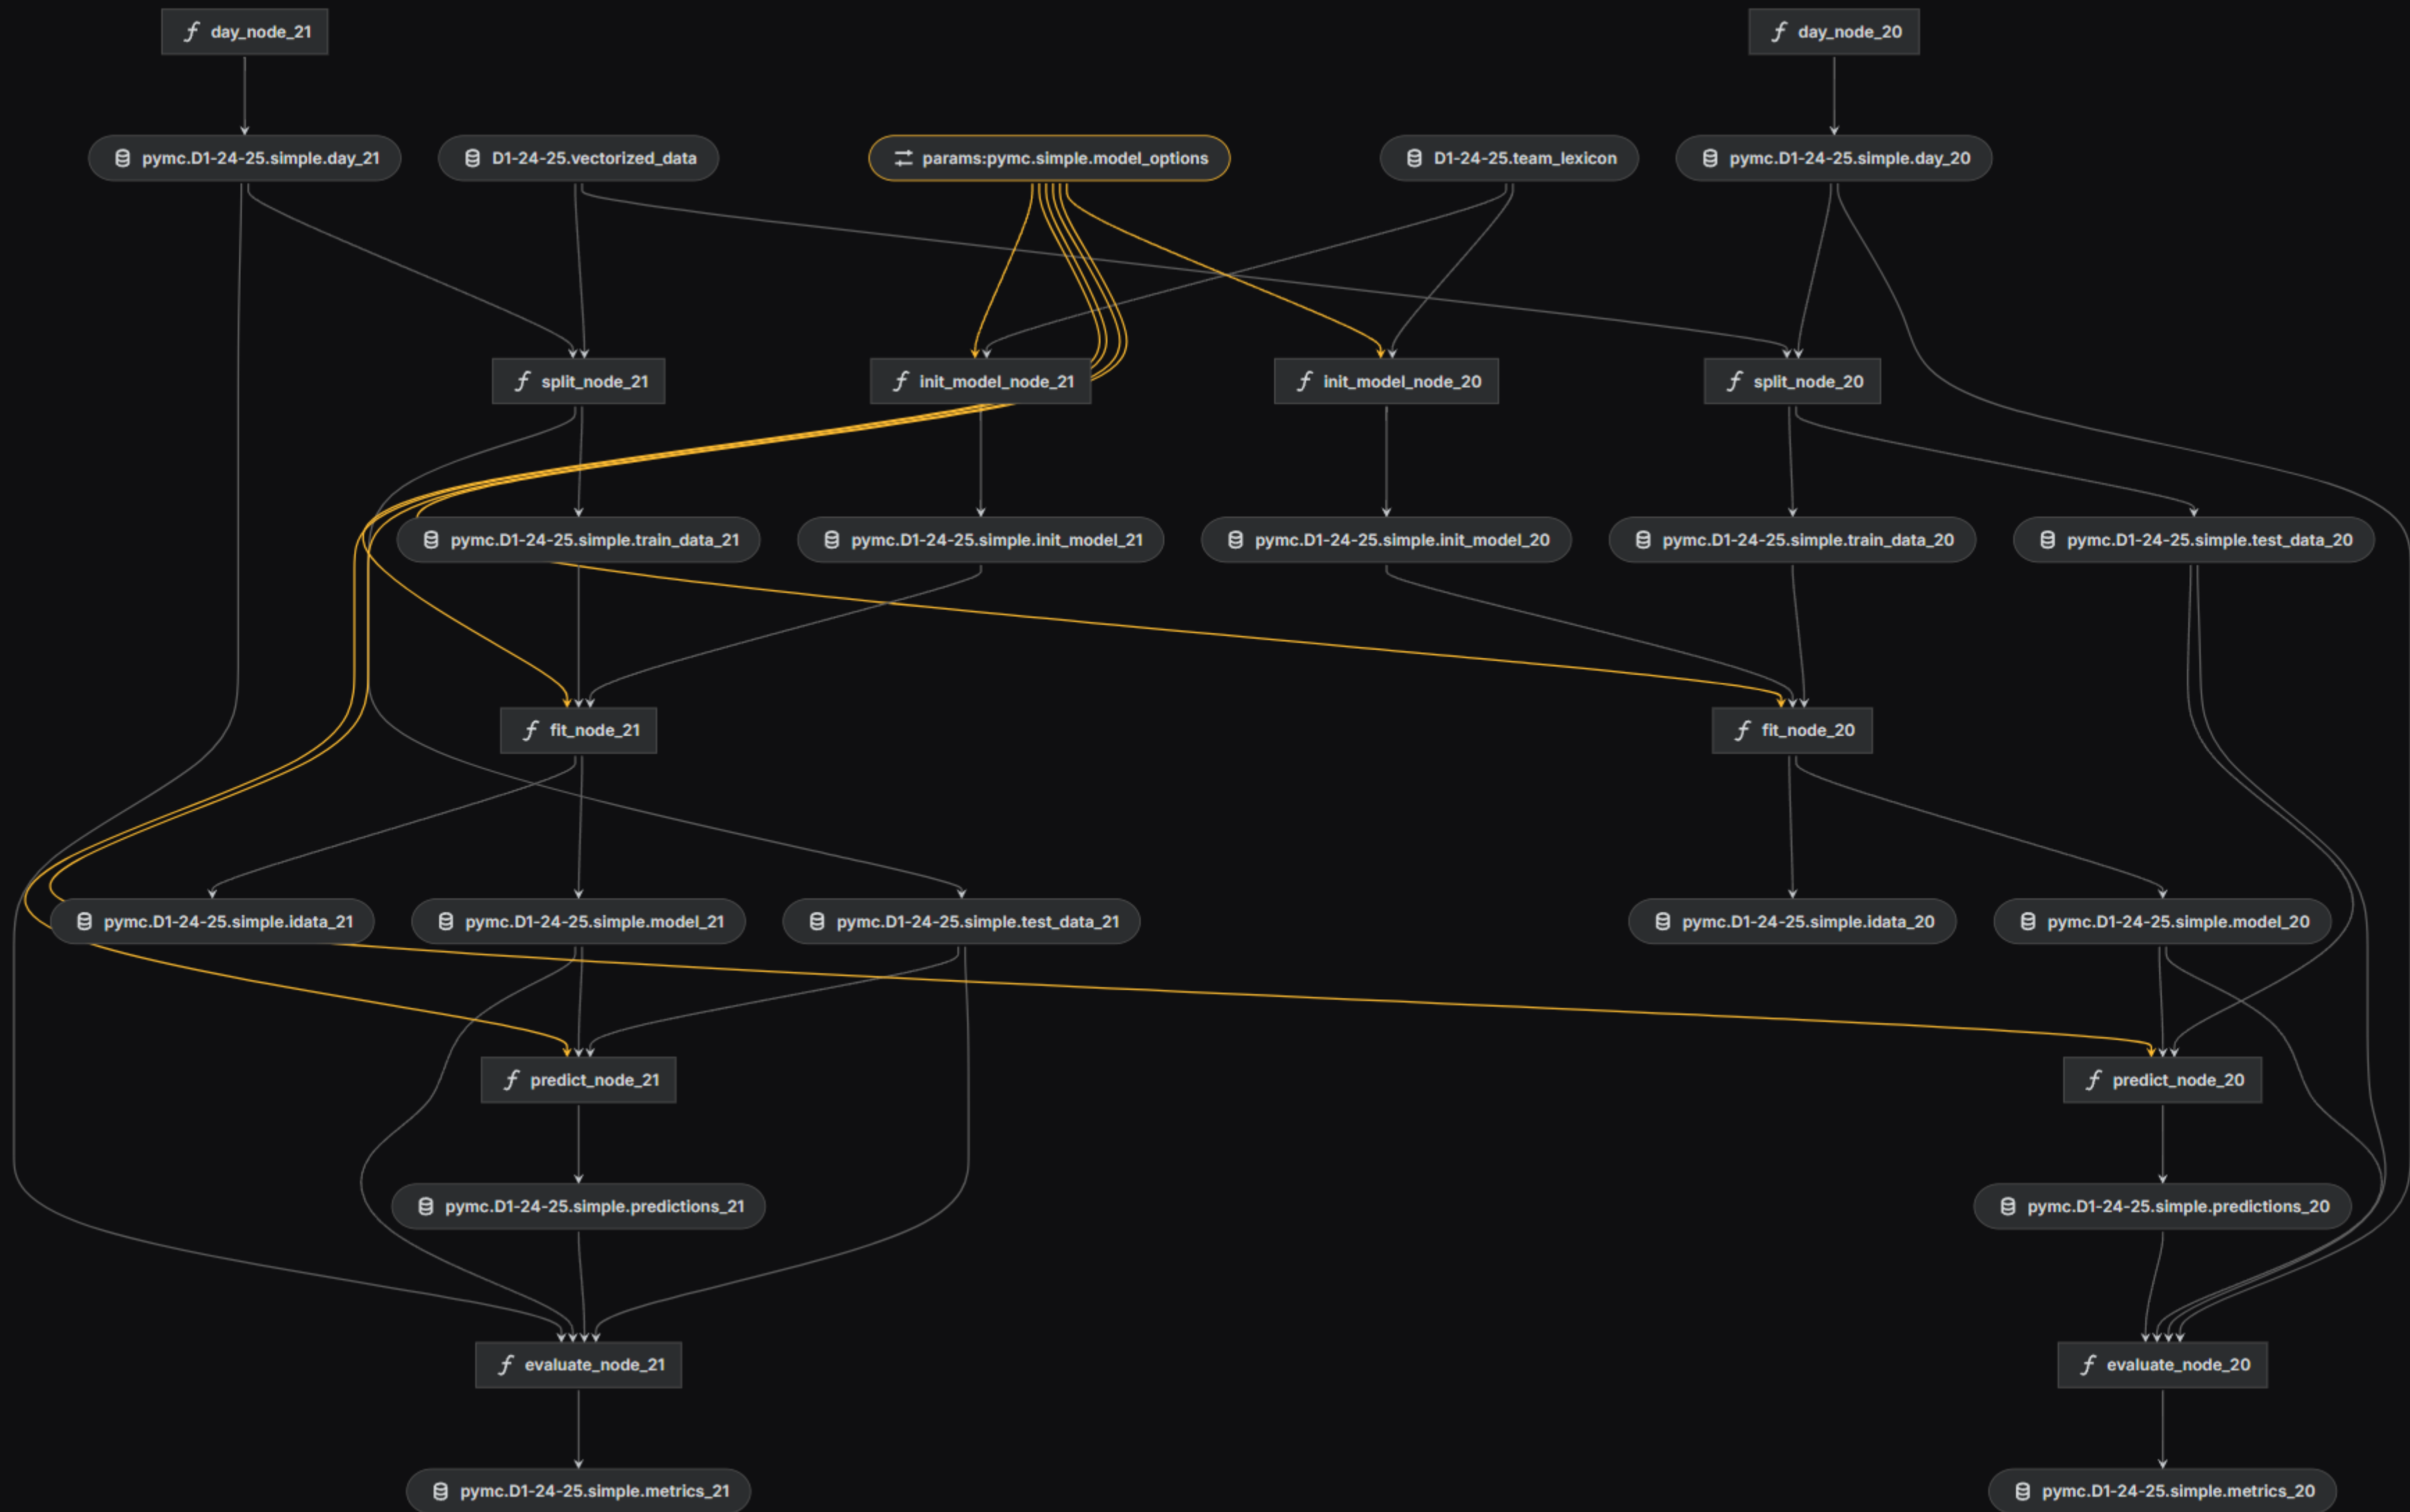 day_node_21
day_node_20
pymc.D1-24-25.simple.day_21
D1-24-25.vectorized_data
params:pymc.simple.model_options
D1-24-25.team_lexicon
pymc.D1-24-25.simple.day_20
split_node_21
init_model_node_21
init_model_node_20
split_node_20
pymc.D1-24-25.simple.train_data_21
pymc.D1-24-25.simple.init_model_21
pymc.D1-24-25.simple.init_model_20
pymc.D1-24-25.simple.train_data_20
pymc.D1-24-25.simple.test_data_20
fit_node_21
fit_node_20
pymc.D1-24-25.simple.idata_21
pymc.D1-24-25.simple.model_21
pymc.D1-24-25.simple.test_data_21
pymc.D1-24-25.simple.idata_20
pymc.D1-24-25.simple.model_20
predict_node_21
predict_node_20
pymc.D1-24-25.simple.predictions_21
pymc.D1-24-25.simple.predictions_20
evaluate_node_21
evaluate_node_20
pymc.D1-24-25.simple.metrics_21
pymc.D1-24-25.simple.metrics_20